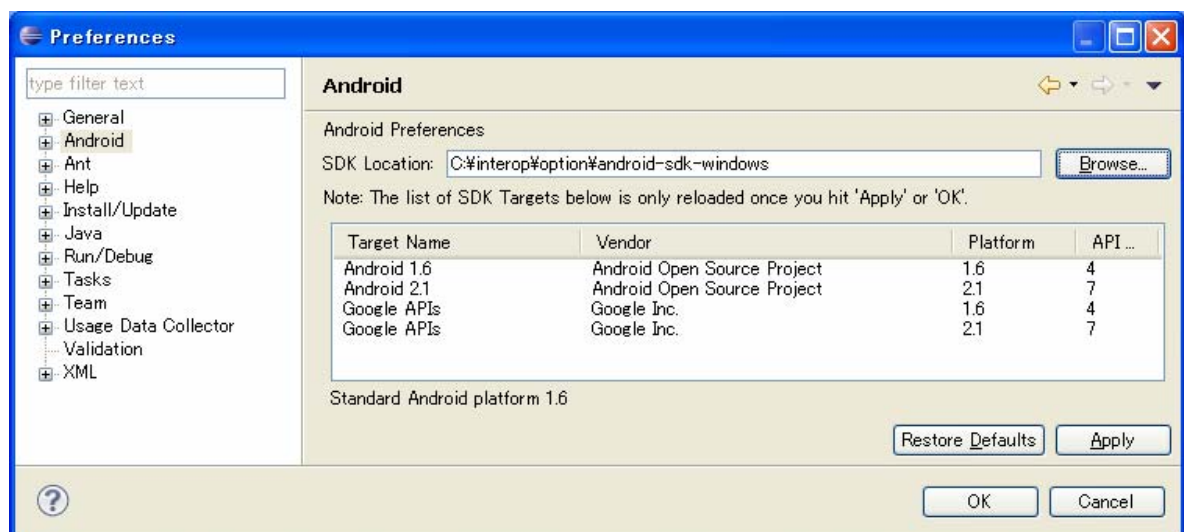 Preferences
type filter text
General
Android
Ant
Help
Install/Update
Java
Run/Debug
Tasks
Team
Usage Data Collector
Validation
XML
Android
Android Preferences
SDK Location: C:¥interop¥option¥android-sdk-windows Browse...
Note: The list of SDK Targets below is only reloaded once you hit 'Apply' or 'OK'.
Target Name Vendor Platform API ...
Android 1.6 Android Open Source Project 1.6 4
Android 2.1 Android Open Source Project 2.1 7
Google APIs Google Inc. 1.6 4
Google APIs Google Inc. 2.1 7
Standard Android platform 1.6
Restore Defaults Apply
OK Cancel